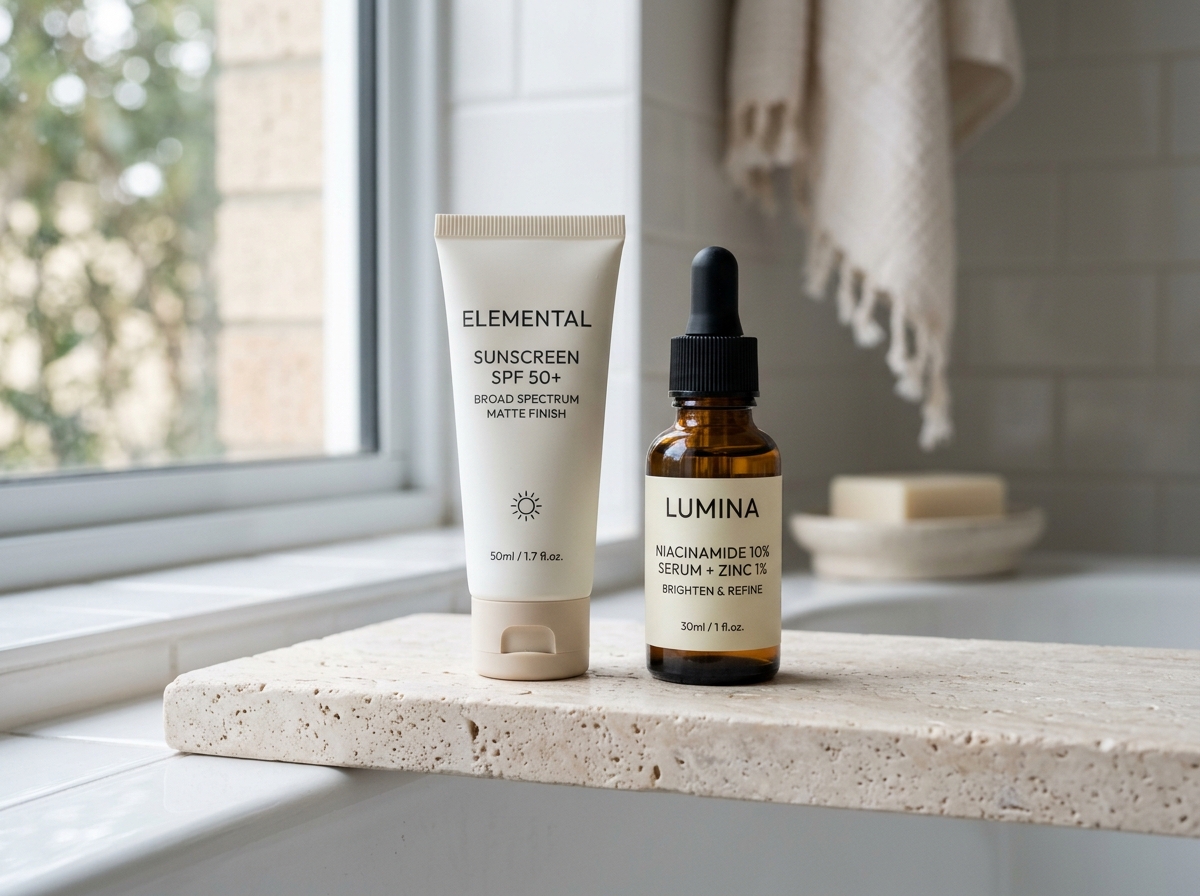 ELEMENTAL
SUNSCREEN
SPF 50+
BROAD SPECTRUM
MATTE FINISH
50ml / 1.7 fl.oz.
LUMINA
NIACINAMIDE 10%
SERUM + ZINC 1%
BRIGHTEN & REFINE
30ml / 1 fl.oz.